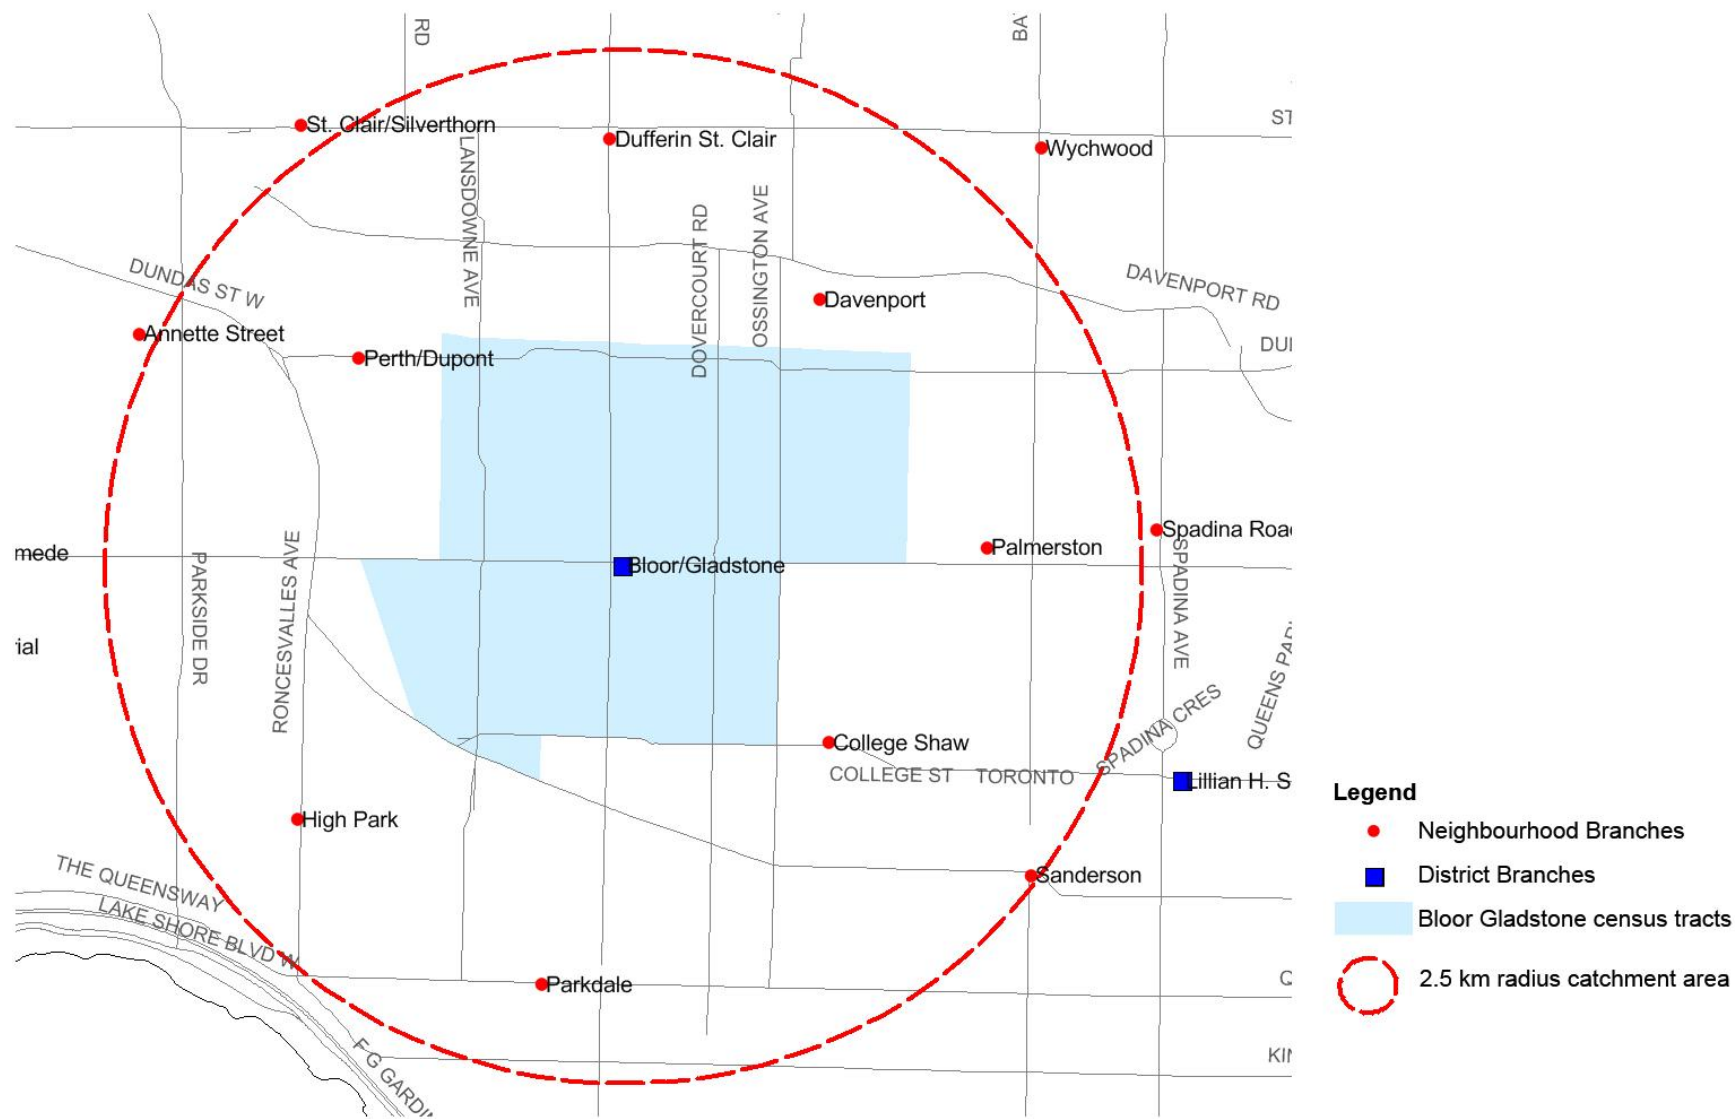 RD
BA
ST
St. Clair/Silverthorn
Dufferin St. Clair
Wychwood
LANSDOWNE AVE
DOVERCOURT RD
OSSINGTON AVE
DUNDAS ST W
DAVENPORT RD
Davenport
Annette Street
Perth/Dupont
DU
Spadina Roa
mede
Palmerston
Bloor/Gladstone
PARKSIDE DR
RONCESVALLES AVE
SPADINA AVE
QUEENS PAR
ial
SPADINA CRES
College Shaw
COLLEGE ST TORONTO
Lillian H. S
High Park
THE QUEENSWAY
Sanderson
LAKE SHORE BLVD W
Parkdale
Q
F G GARDI
KI
Legend
Neighbourhood Branches
District Branches
Bloor Gladstone census tracts
2.5 km radius catchment area